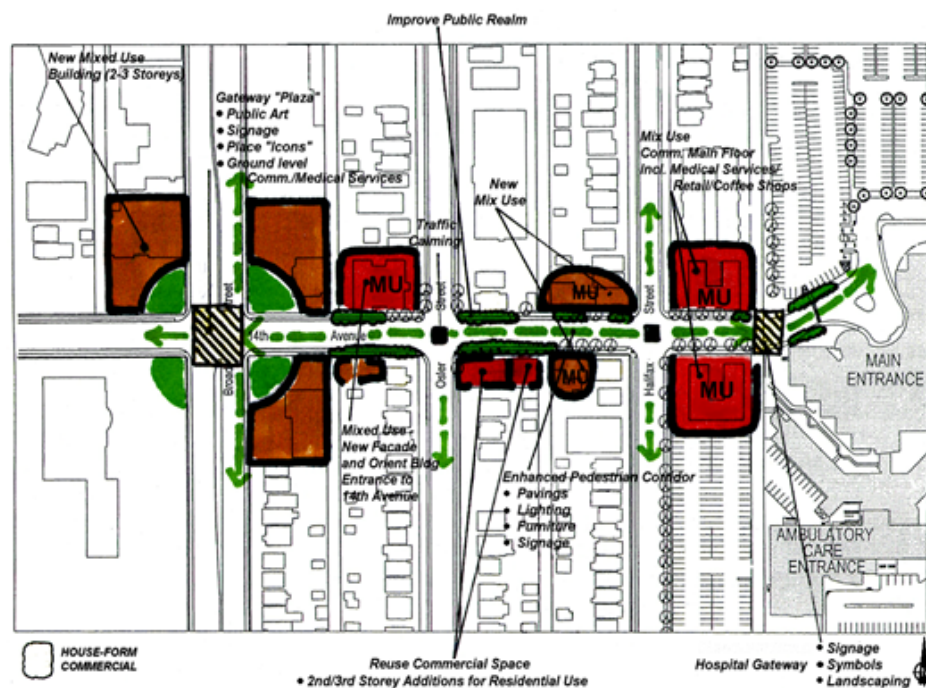 Improve Public Realm
New Mixed Use
Building (2-3 Storeys)
Gateway "Plaza"
• Public Art
• Signage
• Place "Icons"
• Ground level
Comm./Medical Services
Mix Use
Comm. Main Floor
Incl. Medical Services/
Retail/Coffee Shops
New
Mix Use
Traffic
Calming
MU
MU
MU
Street
Street
Street
14th Avenue
Broad
Osler
Halifax
MU
MU
MAIN
ENTRANCE
Mixed Use -
New Facade
and Orient Bldg
Entrance to
14th Avenue
Enhanced Pedestrian Corridor
• Pavings
• Lighting
• Furniture
• Signage
AMBULATORY
CARE
ENTRANCE
HOUSE-FORM
COMMERCIAL
Reuse Commercial Space
• 2nd/3rd Storey Additions for Residential Use
Hospital Gateway
• Signage
• Symbols
• Landscaping